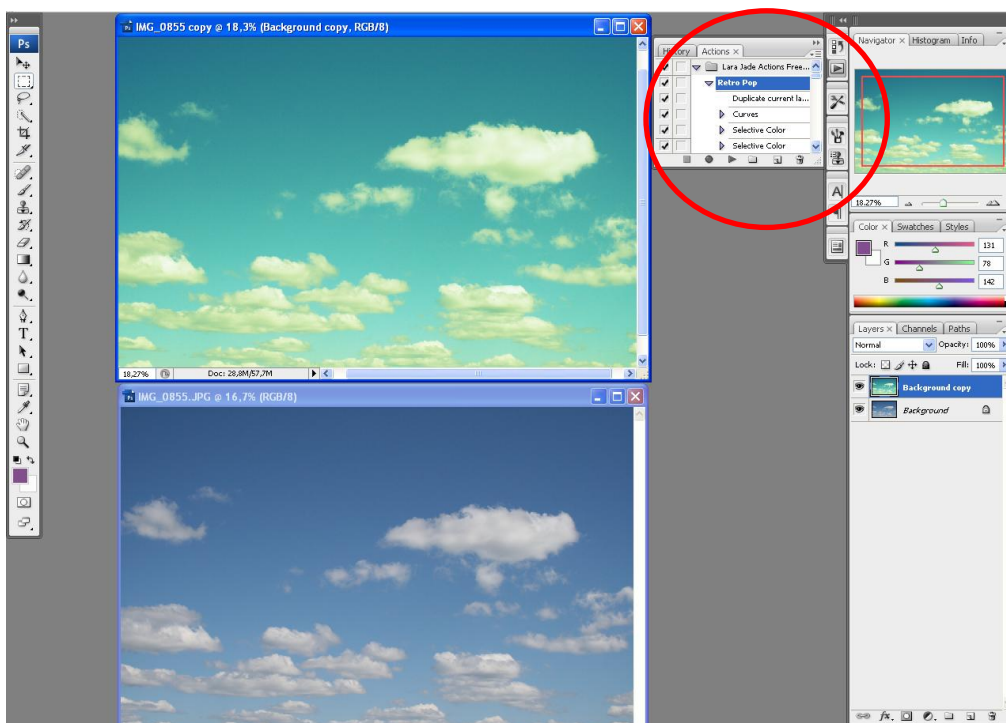 Ps
IMG_0855 copy @ 18,3% (Background copy, RGB/8)
18,27%
Doc: 28,8M/57,7M
IMG_0855.JPG @ 16,7% (RGB/8)
History
Actions ×
Lara Jade Actions Free...
Retro Pop
Duplicate current la...
Curves
Selective Color
Selective Color
Navigator ×
Histogram
Info
18.27%
Color ×
Swatches
Styles
R
131
G
78
B
142
Layers ×
Channels
Paths
Normal
Opacity:
100%
Lock:
Fill:
100%
Background copy
Background
T
A
fx.